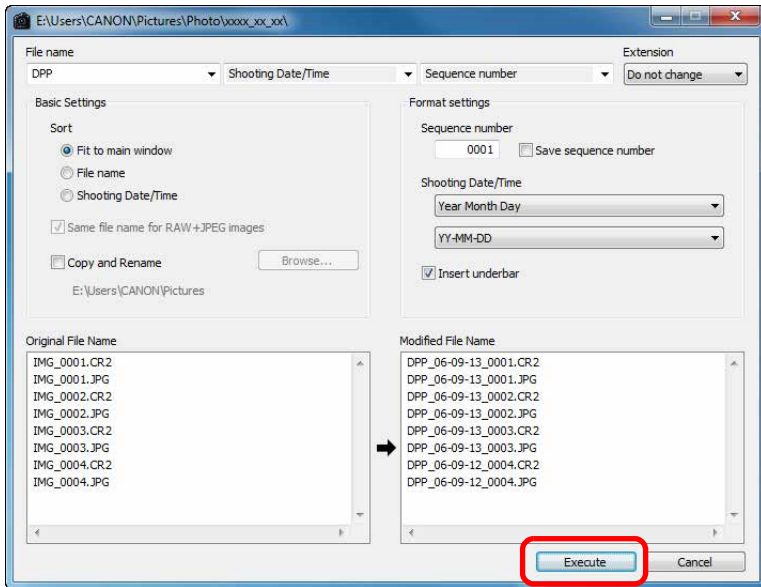 E:\Users\CANON\Pictures\Photo\xxxx_xx_xx\
File name
Extension
DPP
Shooting Date/Time
Sequence number
Do not change
Basic Settings
Sort
Fit to main window
File name
Shooting Date/Time
Same file name for RAW+JPEG images
Copy and Rename
Browse...
E:\Users\CANON\Pictures
Format settings
Sequence number
0001
Save sequence number
Shooting Date/Time
Year Month Day
YY-MM-DD
Insert underbar
Original File Name
IMG_0001.CR2
IMG_0001.JPG
IMG_0002.CR2
IMG_0002.JPG
IMG_0003.CR2
IMG_0003.JPG
IMG_0004.CR2
IMG_0004.JPG
Modified File Name
DPP_06-09-13_0001.CR2
DPP_06-09-13_0001.JPG
DPP_06-09-13_0002.CR2
DPP_06-09-13_0002.JPG
DPP_06-09-13_0003.CR2
DPP_06-09-13_0003.JPG
DPP_06-09-12_0004.CR2
DPP_06-09-12_0004.JPG
Execute
Cancel